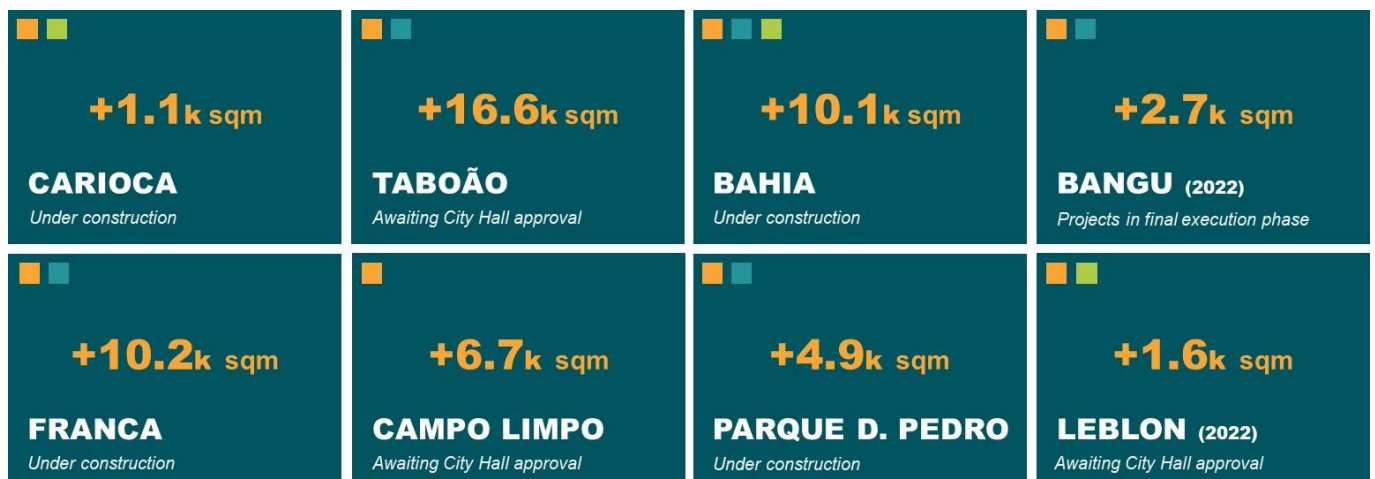 +1.1k sqm
CARIOCA
Under construction
+16.6k sqm
TABOÃO
Awaiting City Hall approval
+10.1k sqm
BAHIA
Under construction
+2.7k sqm
BANGU (2022)
Projects in final execution phase
+10.2k sqm
FRANCA
Under construction
+6.7k sqm
CAMPO LIMPO
Awaiting City Hall approval
+4.9k sqm
PARQUE D. PEDRO
Under construction
+1.6k sqm
LEBLON (2022)
Awaiting City Hall approval